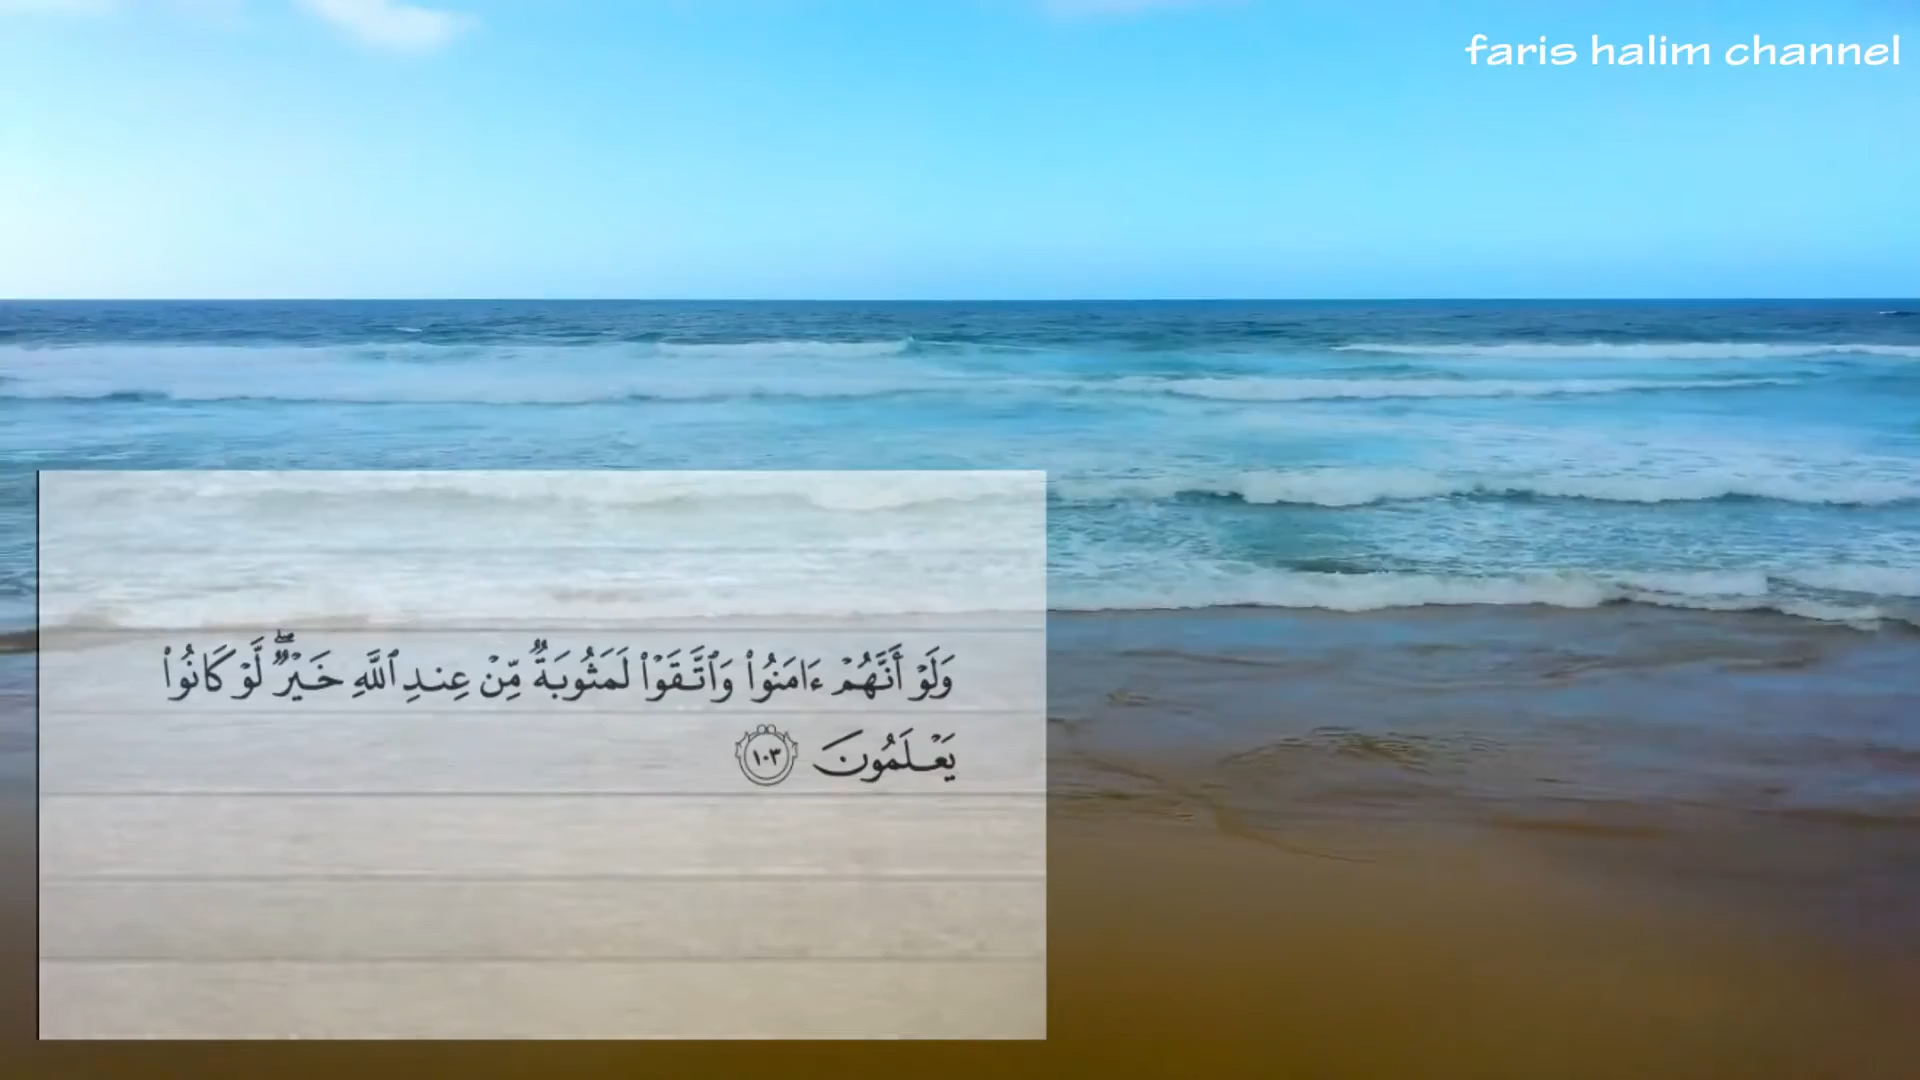 faris halim channel
وَلَوۡ أَنَّهُمۡ ءَامَنُواْ وَٱتَّقَوۡاْ لَمَثُوبَةٞ مِّنۡ عِندِ ٱللَّهِ خَيۡرٞۚ لَّوۡ كَانُواْ
يَعۡلَمُونَ ١٠٣